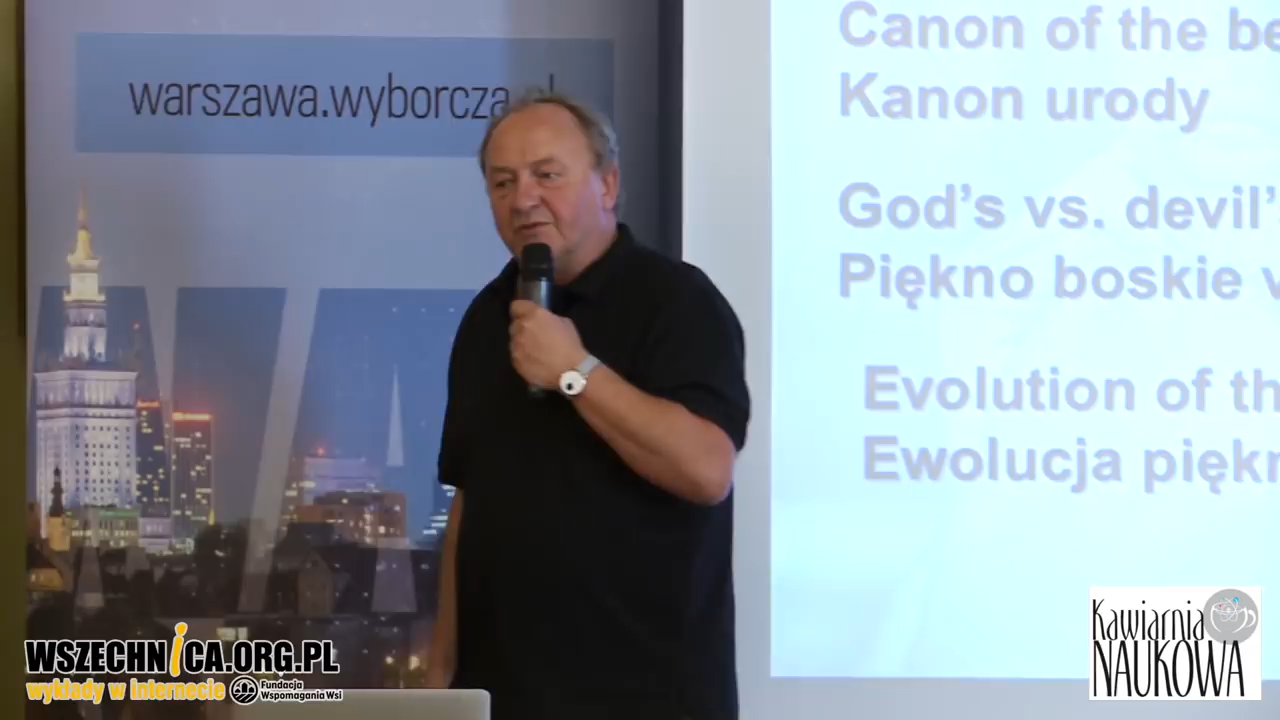 warszawa.wyborcza.pl
Canon of the be
Kanon urody
God's vs. devil'
Piękno boskie v
Evolution of th
Ewolucja piękn
WSZECHNiCA.ORG.PL
wykłady w internecie
Fundacja
Wspomagania Wsi
Kawiarnia
NAUKOWA